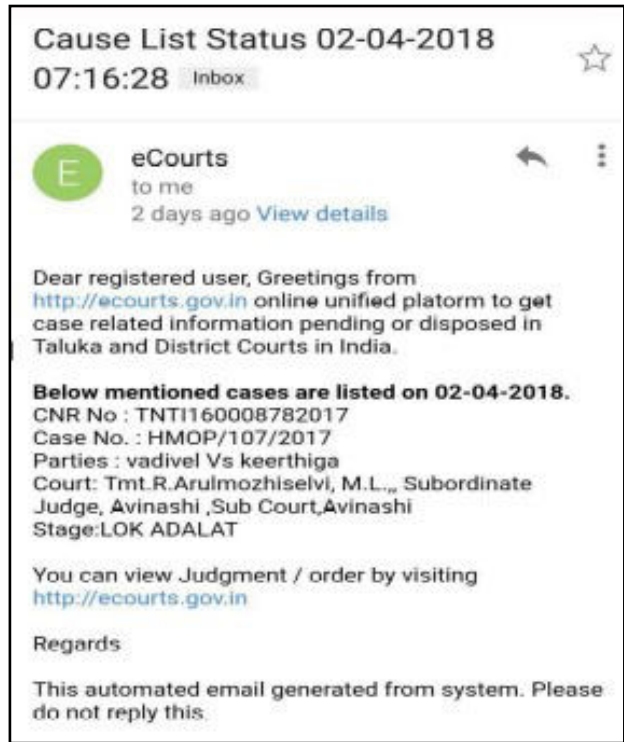 Cause List Status 02-04-2018
07:16:28 Inbox
E
eCourts
to me
2 days ago View details
Dear registered user, Greetings from
http://ecourts.gov.in online unified platorm to get
case related information pending or disposed in
Taluka and District Courts in India.
Below mentioned cases are listed on 02-04-2018.
CNR No : TNTI160008782017
Case No. : HMOP/107/2017
Parties : vadivel Vs keerthiga
Court: Tmt.R.Arulmozhiselvi, M.L.,, Subordinate
Judge, Avinashi ,Sub Court,Avinashi
Stage:LOK ADALAT
You can view Judgment / order by visiting
http://ecourts.gov.in
Regards
This automated email generated from system. Please
do not reply this.